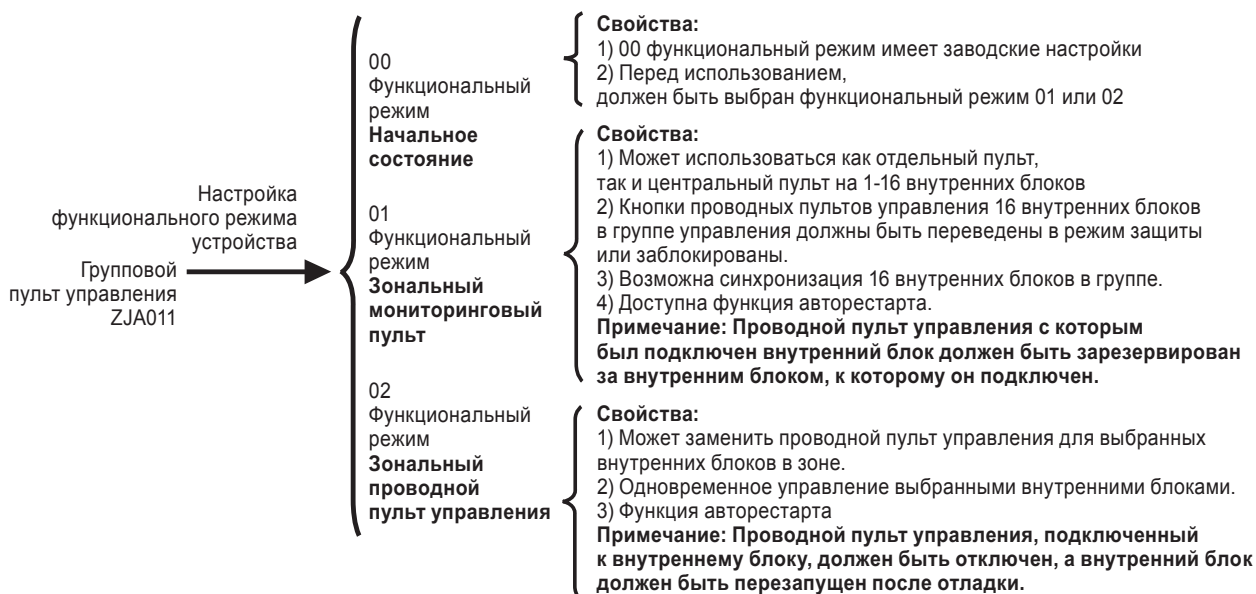 Настройка
функционального режима
устройства
Групповой
пульт управления
ZJA011
00
Функциональный
режим
Начальное
состояние
Свойства:
1) 00 функциональный режим имеет заводские настройки
2) Перед использованием,
должен быть выбран функциональный режим 01 или 02
01
Функциональный
режим
Зональный
мониторинговый
пульт
Свойства:
1) Может использоваться как отдельный пульт,
так и центральный пульт на 1-16 внутренних блоков
2) Кнопки проводных пультов управления 16 внутренних блоков
в группе управления должны быть переведены в режим защиты
или заблокированы.
3) Возможна синхронизация 16 внутренних блоков в группе.
4) Доступна функция авторестарта.
Примечание: Проводной пульт управления с которым
был подключен внутренний блок должен быть зарезервирован
за внутренним блоком, к которому он подключен.
02
Функциональный
режим
Зональный
проводной
пульт управления
Свойства:
1) Может заменить проводной пульт управления для выбранных
внутренних блоков в зоне.
2) Одновременное управление выбранными внутренними блоками.
3) Функция авторестарта
Примечание: Проводной пульт управления, подключенный
к внутреннему блоку, должен быть отключен, а внутренний блок
должен быть перезапущен после отладки.